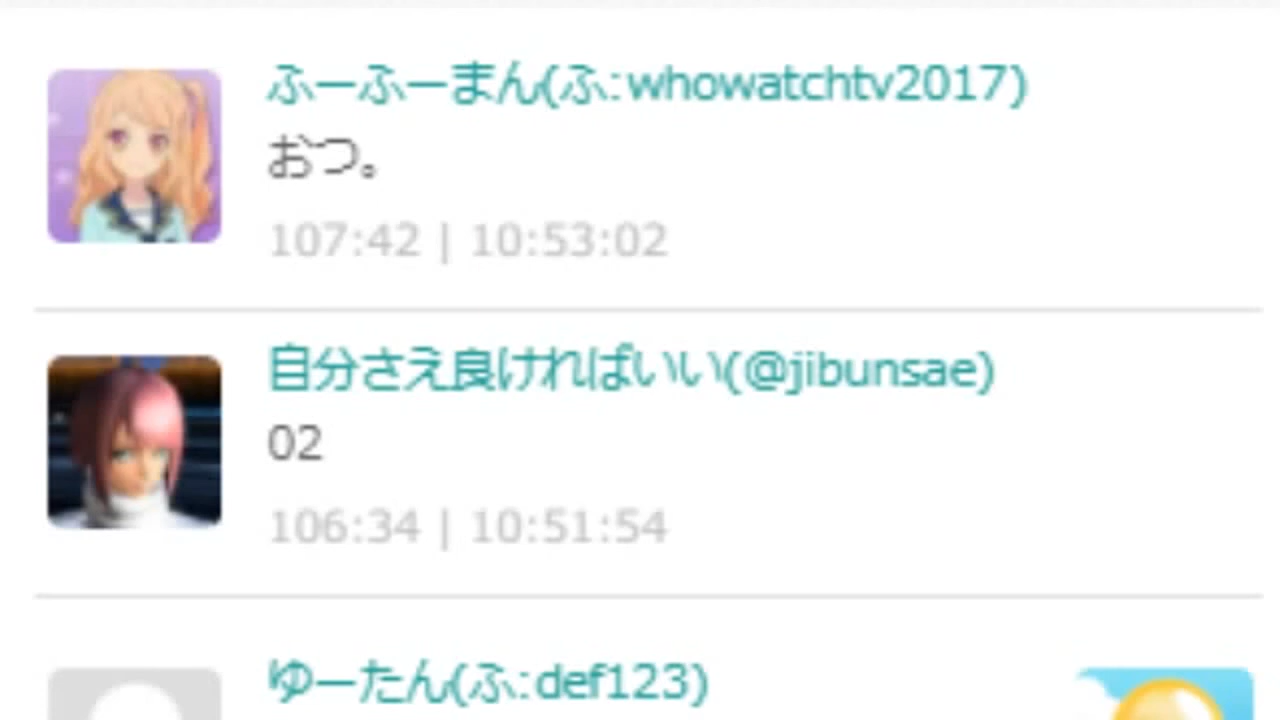 ふーふーまん(ふ:whowatchtv2017)
おつ。
107:42 | 10:53:02
自分さえ良ければいい(@jibunsae)
02
106:34 | 10:51:54
ゆーたん(ふ:def123)